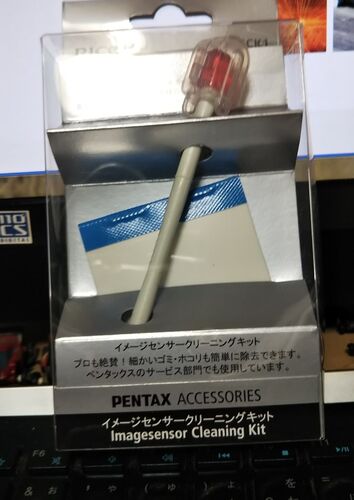 RICOH
イメージセンサークリーニングキット
プロも絶賛！細かいゴミ・ホコリも簡単に除去できます。
ペンタックスのサービス部門でも使用しています。
PENTAX ACCESSORIES
イメージセンサークリーニングキット
Imagesensor Cleaning Kit
DIGITAL
F6